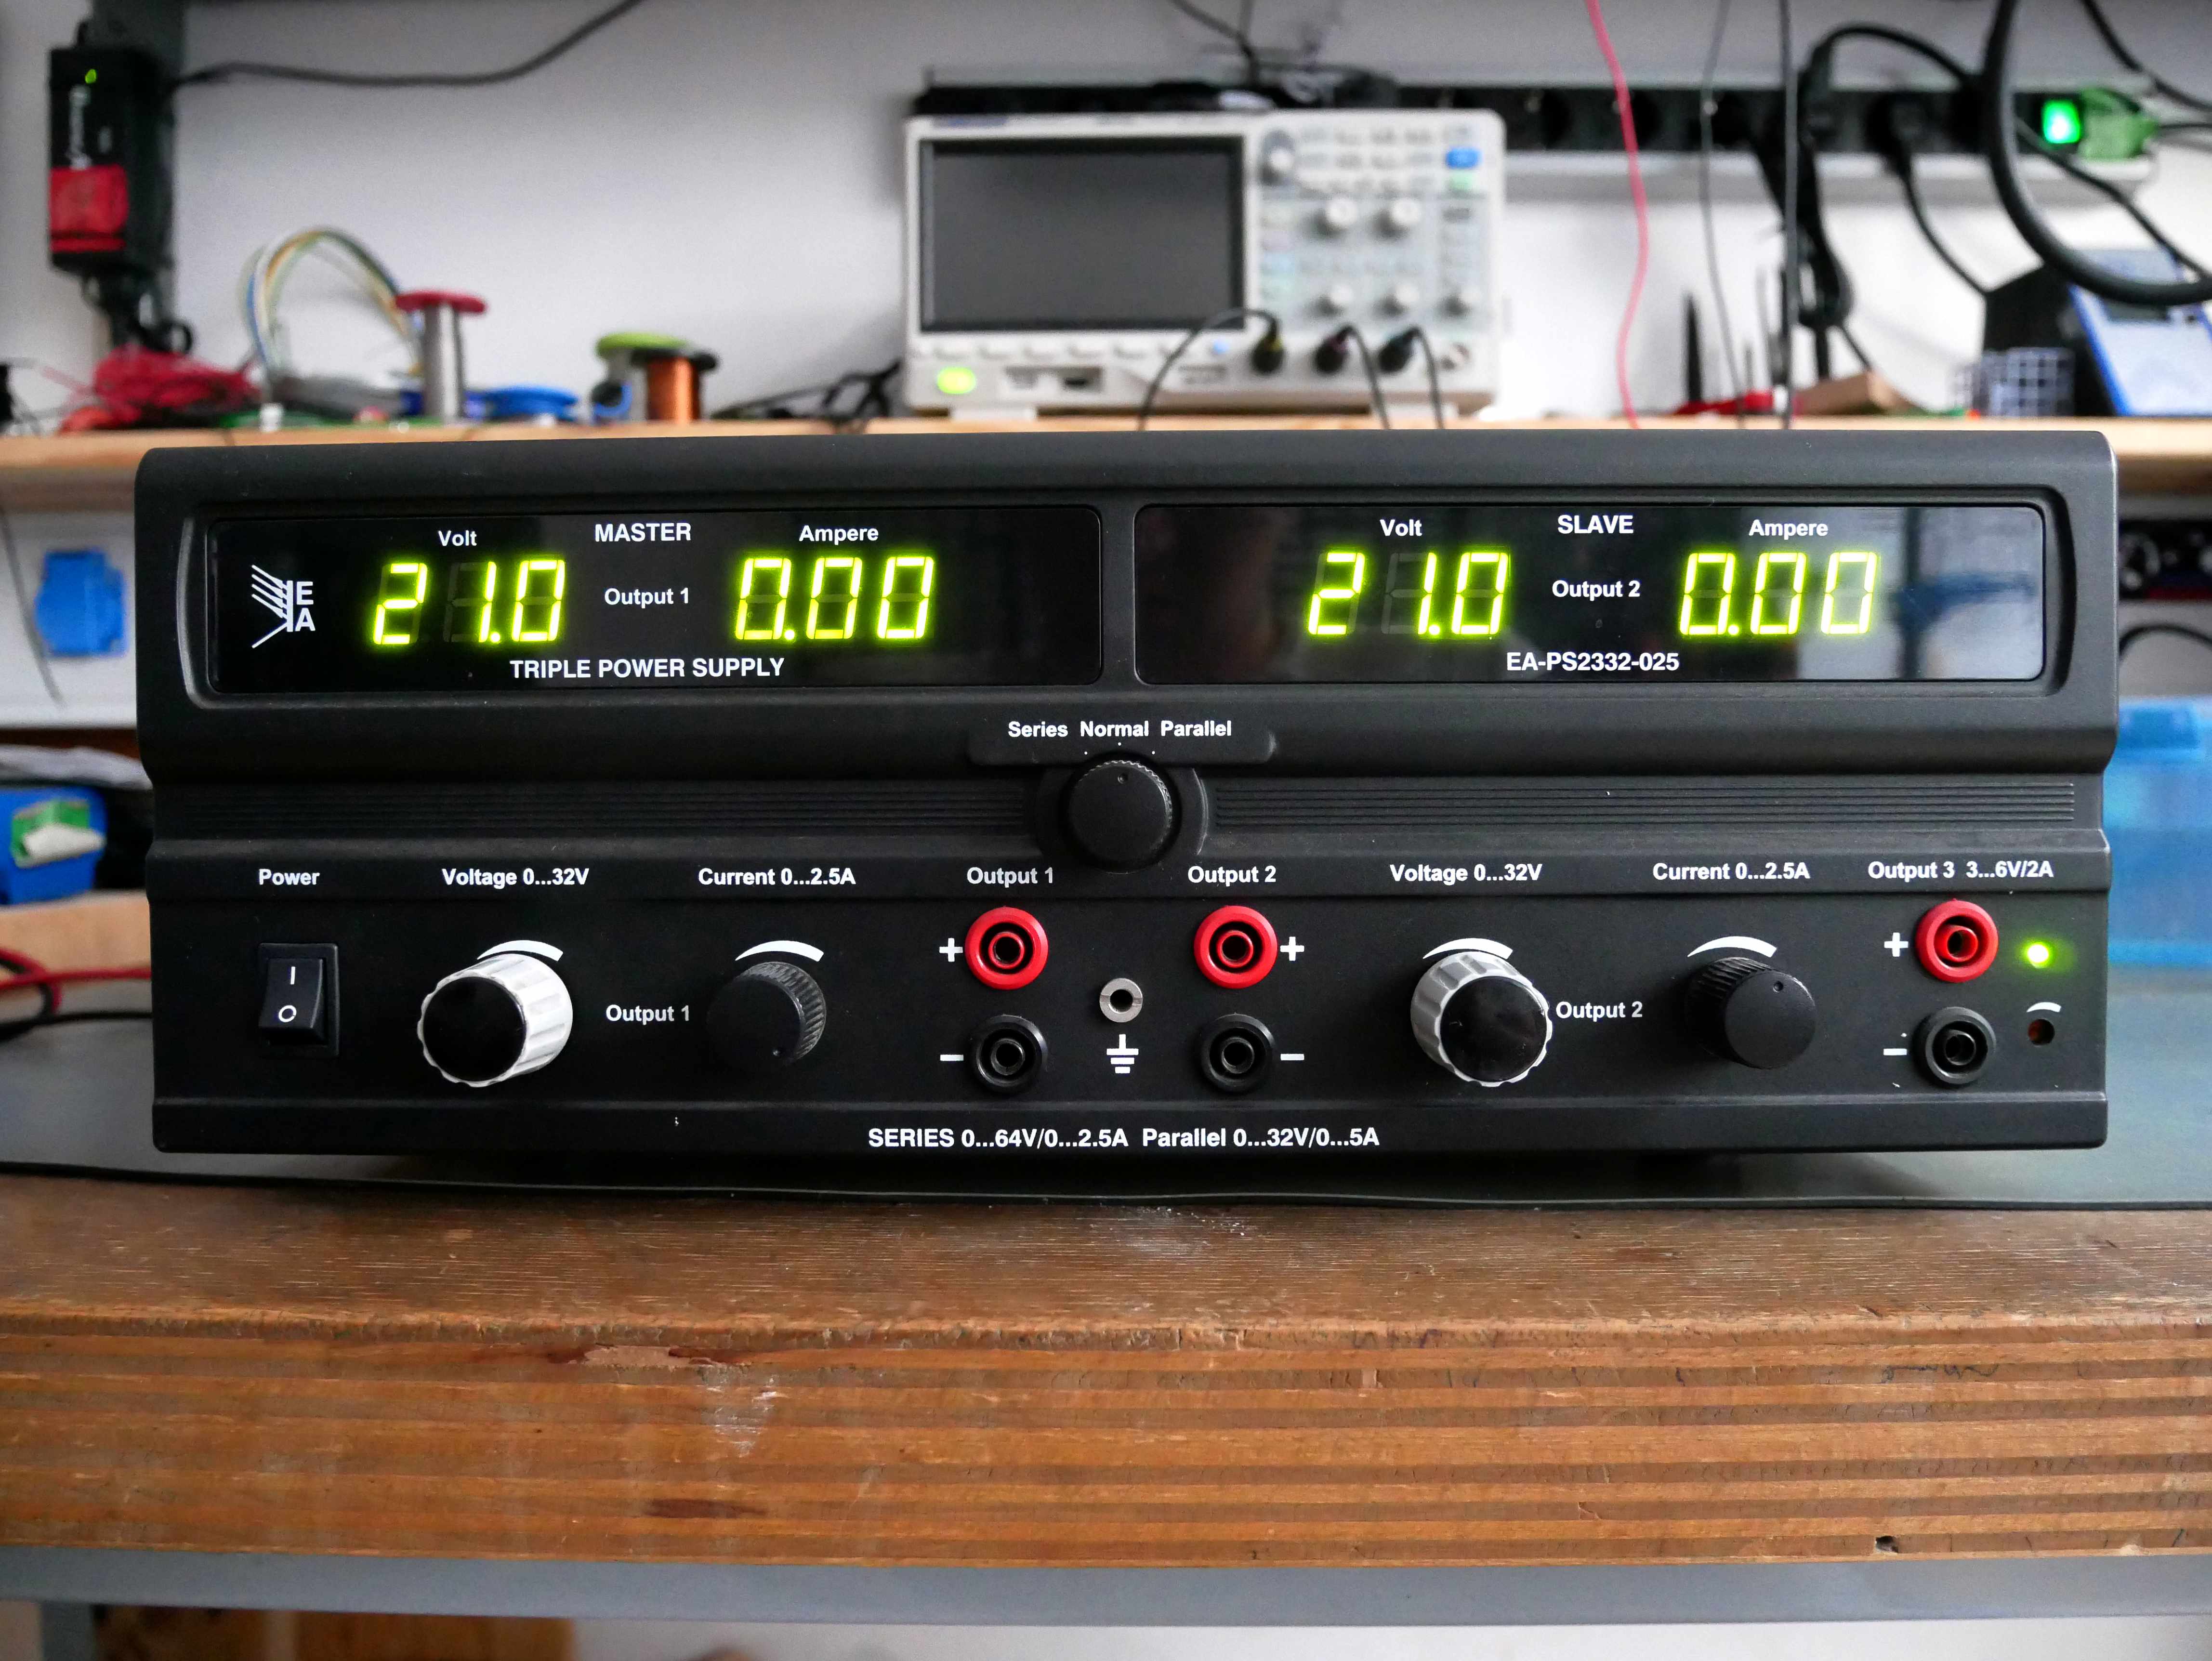 Volt MASTER Ampere
EA 21.0 Output 1 0.00
TRIPLE POWER SUPPLY
Volt SLAVE Ampere
21.0 Output 2 0.00
EA-PS2332-025
Series Normal Parallel
Power Voltage 0...32V Current 0...2.5A Output 1 Output 2 Voltage 0...32V Current 0...2.5A Output 3 3...6V/2A
+ + +
I
O Output 1 Output 2
- - -
SERIES 0...64V/0...2.5A Parallel 0...32V/0...5A